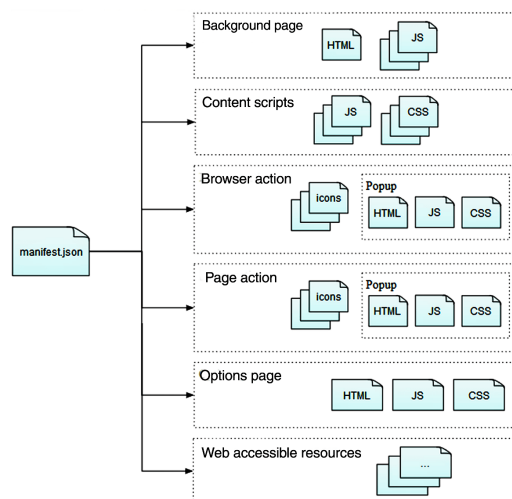 Background page
HTML
JS
Content scripts
JS
CSS
Browser action
icons
Popup
HTML
JS
CSS
manifest.json
Page action
icons
Popup
HTML
JS
CSS
Options page
HTML
JS
CSS
Web accessible resources
...